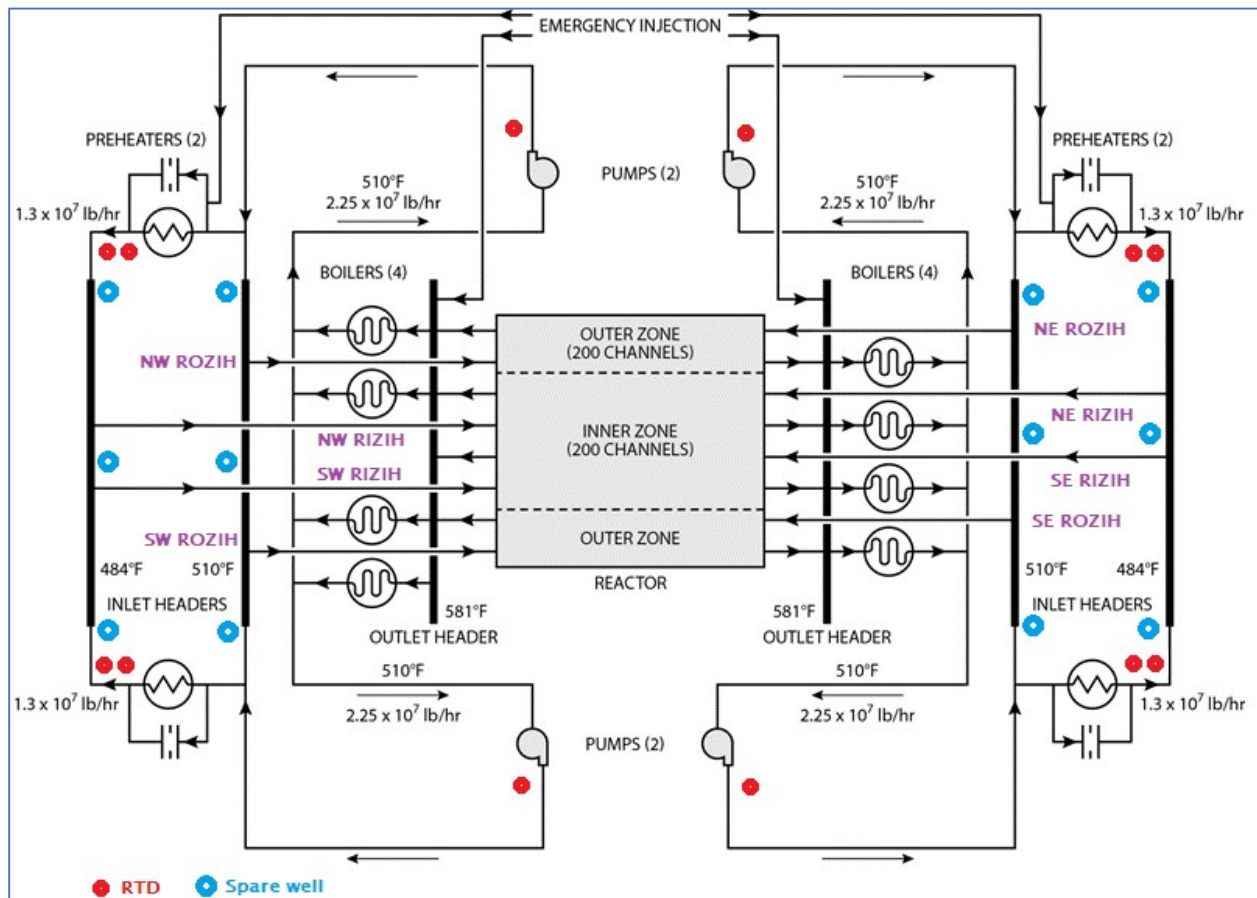 EMERGENCY INJECTION
PREHEATERS (2)
PREHEATERS (2)
510°F
2.25 x 10⁷ lb/hr
PUMPS (2)
510°F
2.25 x 10⁷ lb/hr
1.3 x 10⁷ lb/hr
1.3 x 10⁷ lb/hr
BOILERS (4)
BOILERS (4)
OUTER ZONE
(200 CHANNELS)
NW ROZIH
NE ROZIH
INNER ZONE
(200 CHANNELS)
NW RIZIH
SW RIZIH
NE RIZIH
SE RIZIH
SW ROZIH
SE ROZIH
OUTER ZONE
REACTOR
484°F
510°F
INLET HEADERS
581°F
OUTLET HEADER
581°F
OUTLET HEADER
510°F
484°F
INLET HEADERS
510°F
2.25 x 10⁷ lb/hr
510°F
2.25 x 10⁷ lb/hr
1.3 x 10⁷ lb/hr
1.3 x 10⁷ lb/hr
PUMPS (2)
RTD
Spare well